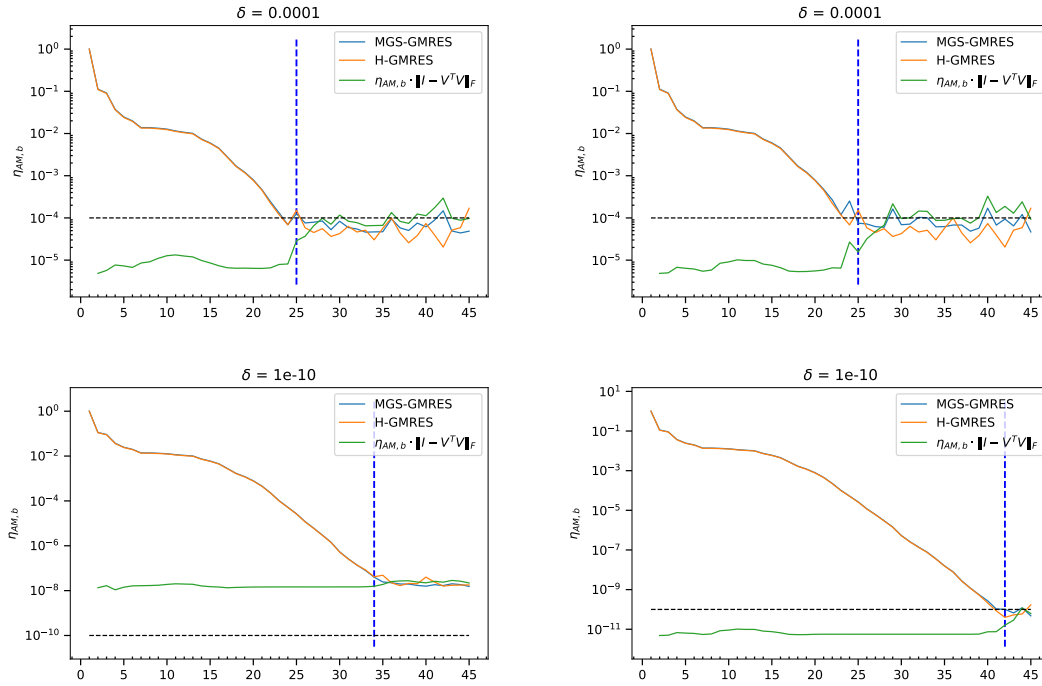 δ = 0.0001
η_{AM, b}
10^0
10^{-1}
10^{-2}
10^{-3}
10^{-4}
10^{-5}
MGS-GMRES
H-GMRES
η_{AM, b} · ‖I − V^T V‖_F
0 5 10 15 20 25 30 35 40 45
δ = 0.0001
η_{AM, b}
10^0
10^{-1}
10^{-2}
10^{-3}
10^{-4}
10^{-5}
MGS-GMRES
H-GMRES
η_{AM, b} · ‖I − V^T V‖_F
0 5 10 15 20 25 30 35 40 45
δ = 1e-10
η_{AM, b}
10^0
10^{-2}
10^{-4}
10^{-6}
10^{-8}
10^{-10}
MGS-GMRES
H-GMRES
η_{AM, b} · ‖I − V^T V‖_F
0 5 10 15 20 25 30 35 40 45
δ = 1e-10
η_{AM, b}
10^1
10^{-1}
10^{-3}
10^{-5}
10^{-7}
10^{-9}
10^{-11}
MGS-GMRES
H-GMRES
η_{AM, b} · ‖I − V^T V‖_F
0 5 10 15 20 25 30 35 40 45